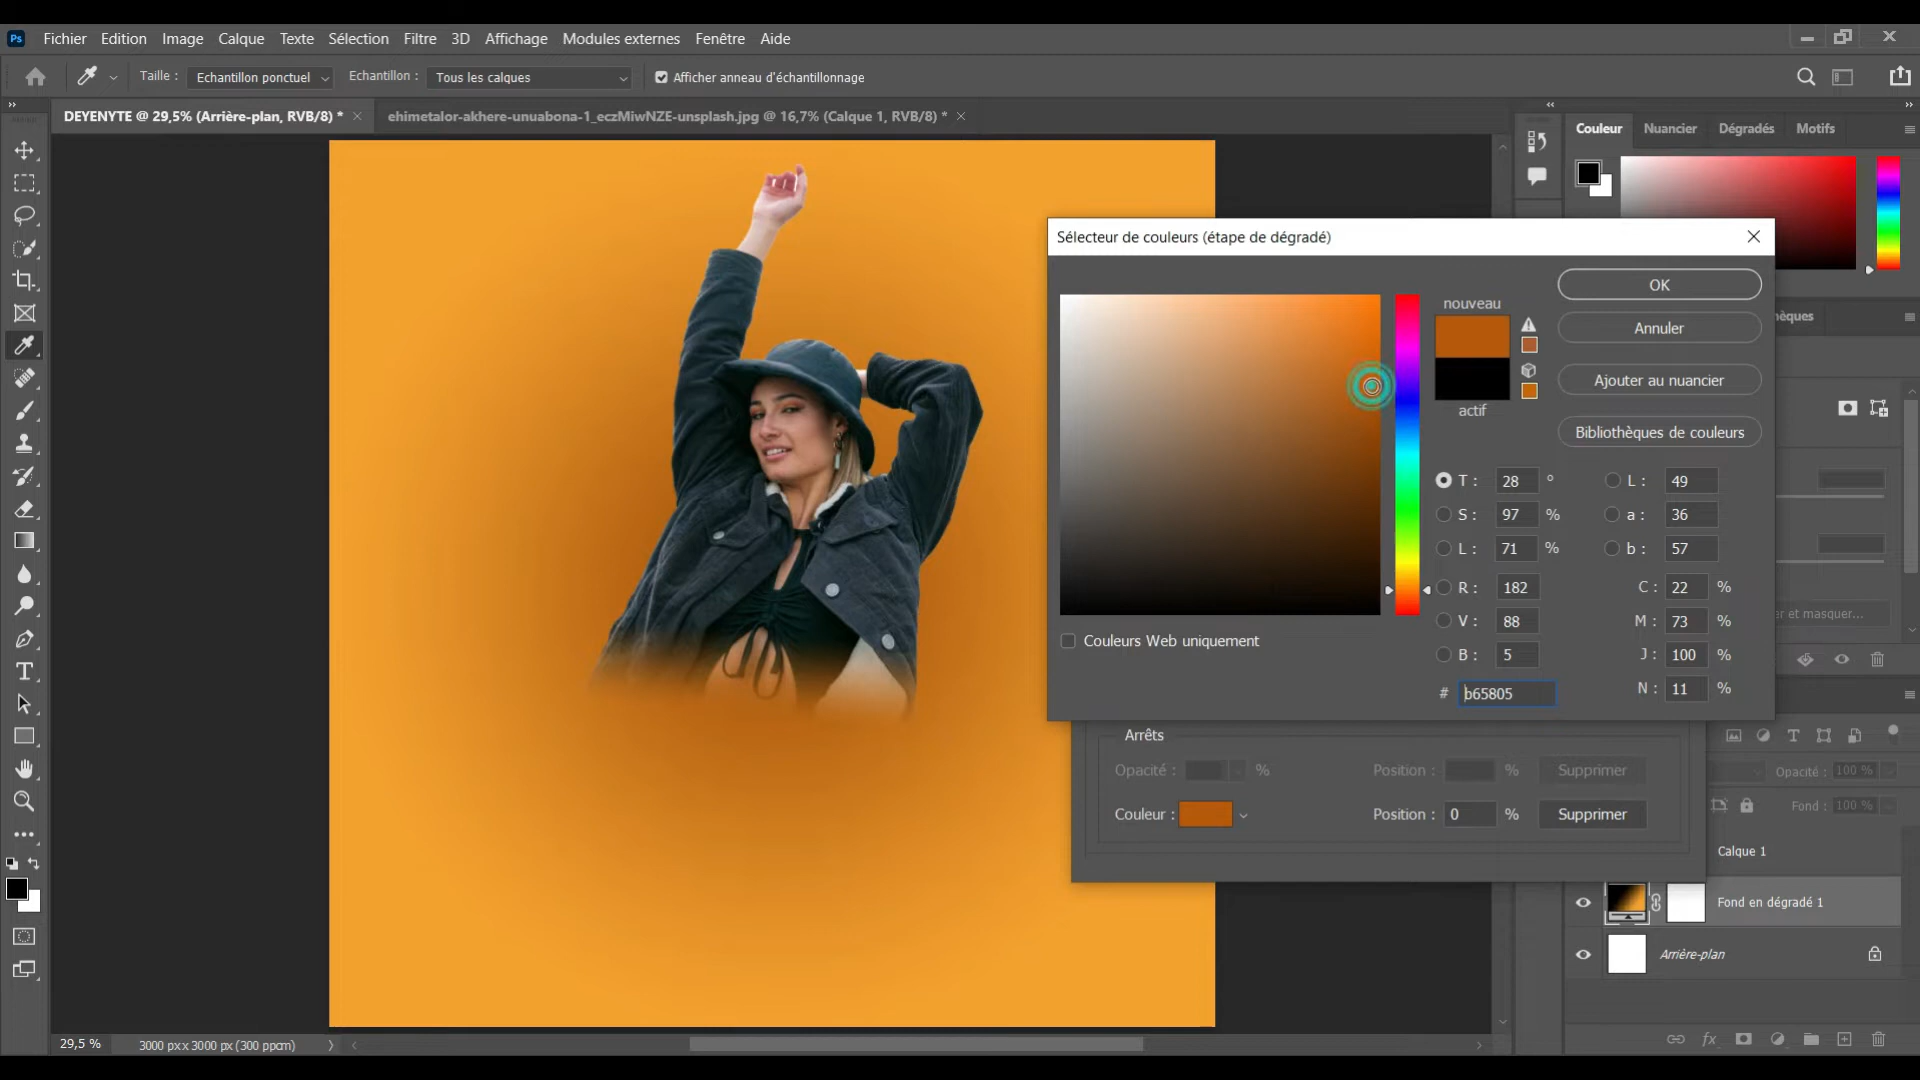 Ps Fichier Edition Image Calque Texte Sélection Filtre 3D Affichage Modules externes Fenêtre Aide
Taille : Echantillon ponctuel Echantillon : Tous les calques Afficher anneau d'échantillonnage
DEYENYTE @ 29,5% (Arrière-plan, RVB/8) * ehimetalor-akhere-unuabona-1_eczMiwNZE-unsplash.jpg @ 16,7% (Calque 1, RVB/8) *
Couleur Nuancier Dégradés Motifs
Sélecteur de couleurs (étape de dégradé)
nouveau
actif
OK
Annuler
Ajouter au nuancier
Bibliothèques de couleurs
hèques
T : 28 ° L : 49
S : 97 % a : 36
L : 71 % b : 57
R : 182 C : 22 %
V : 88 M : 73 %
B : 5 J : 100 %
# b65805 N : 11 %
Couleurs Web uniquement
er et masquer...
Arrêts
Opacité : % Position : % Supprimer
Couleur : Position : 0 % Supprimer
Opacité : 100 %
Fond : 100 %
Calque 1
Fond en dégradé 1
Arrière-plan
29,5 % 3000 px x 3000 px (300 ppcm)